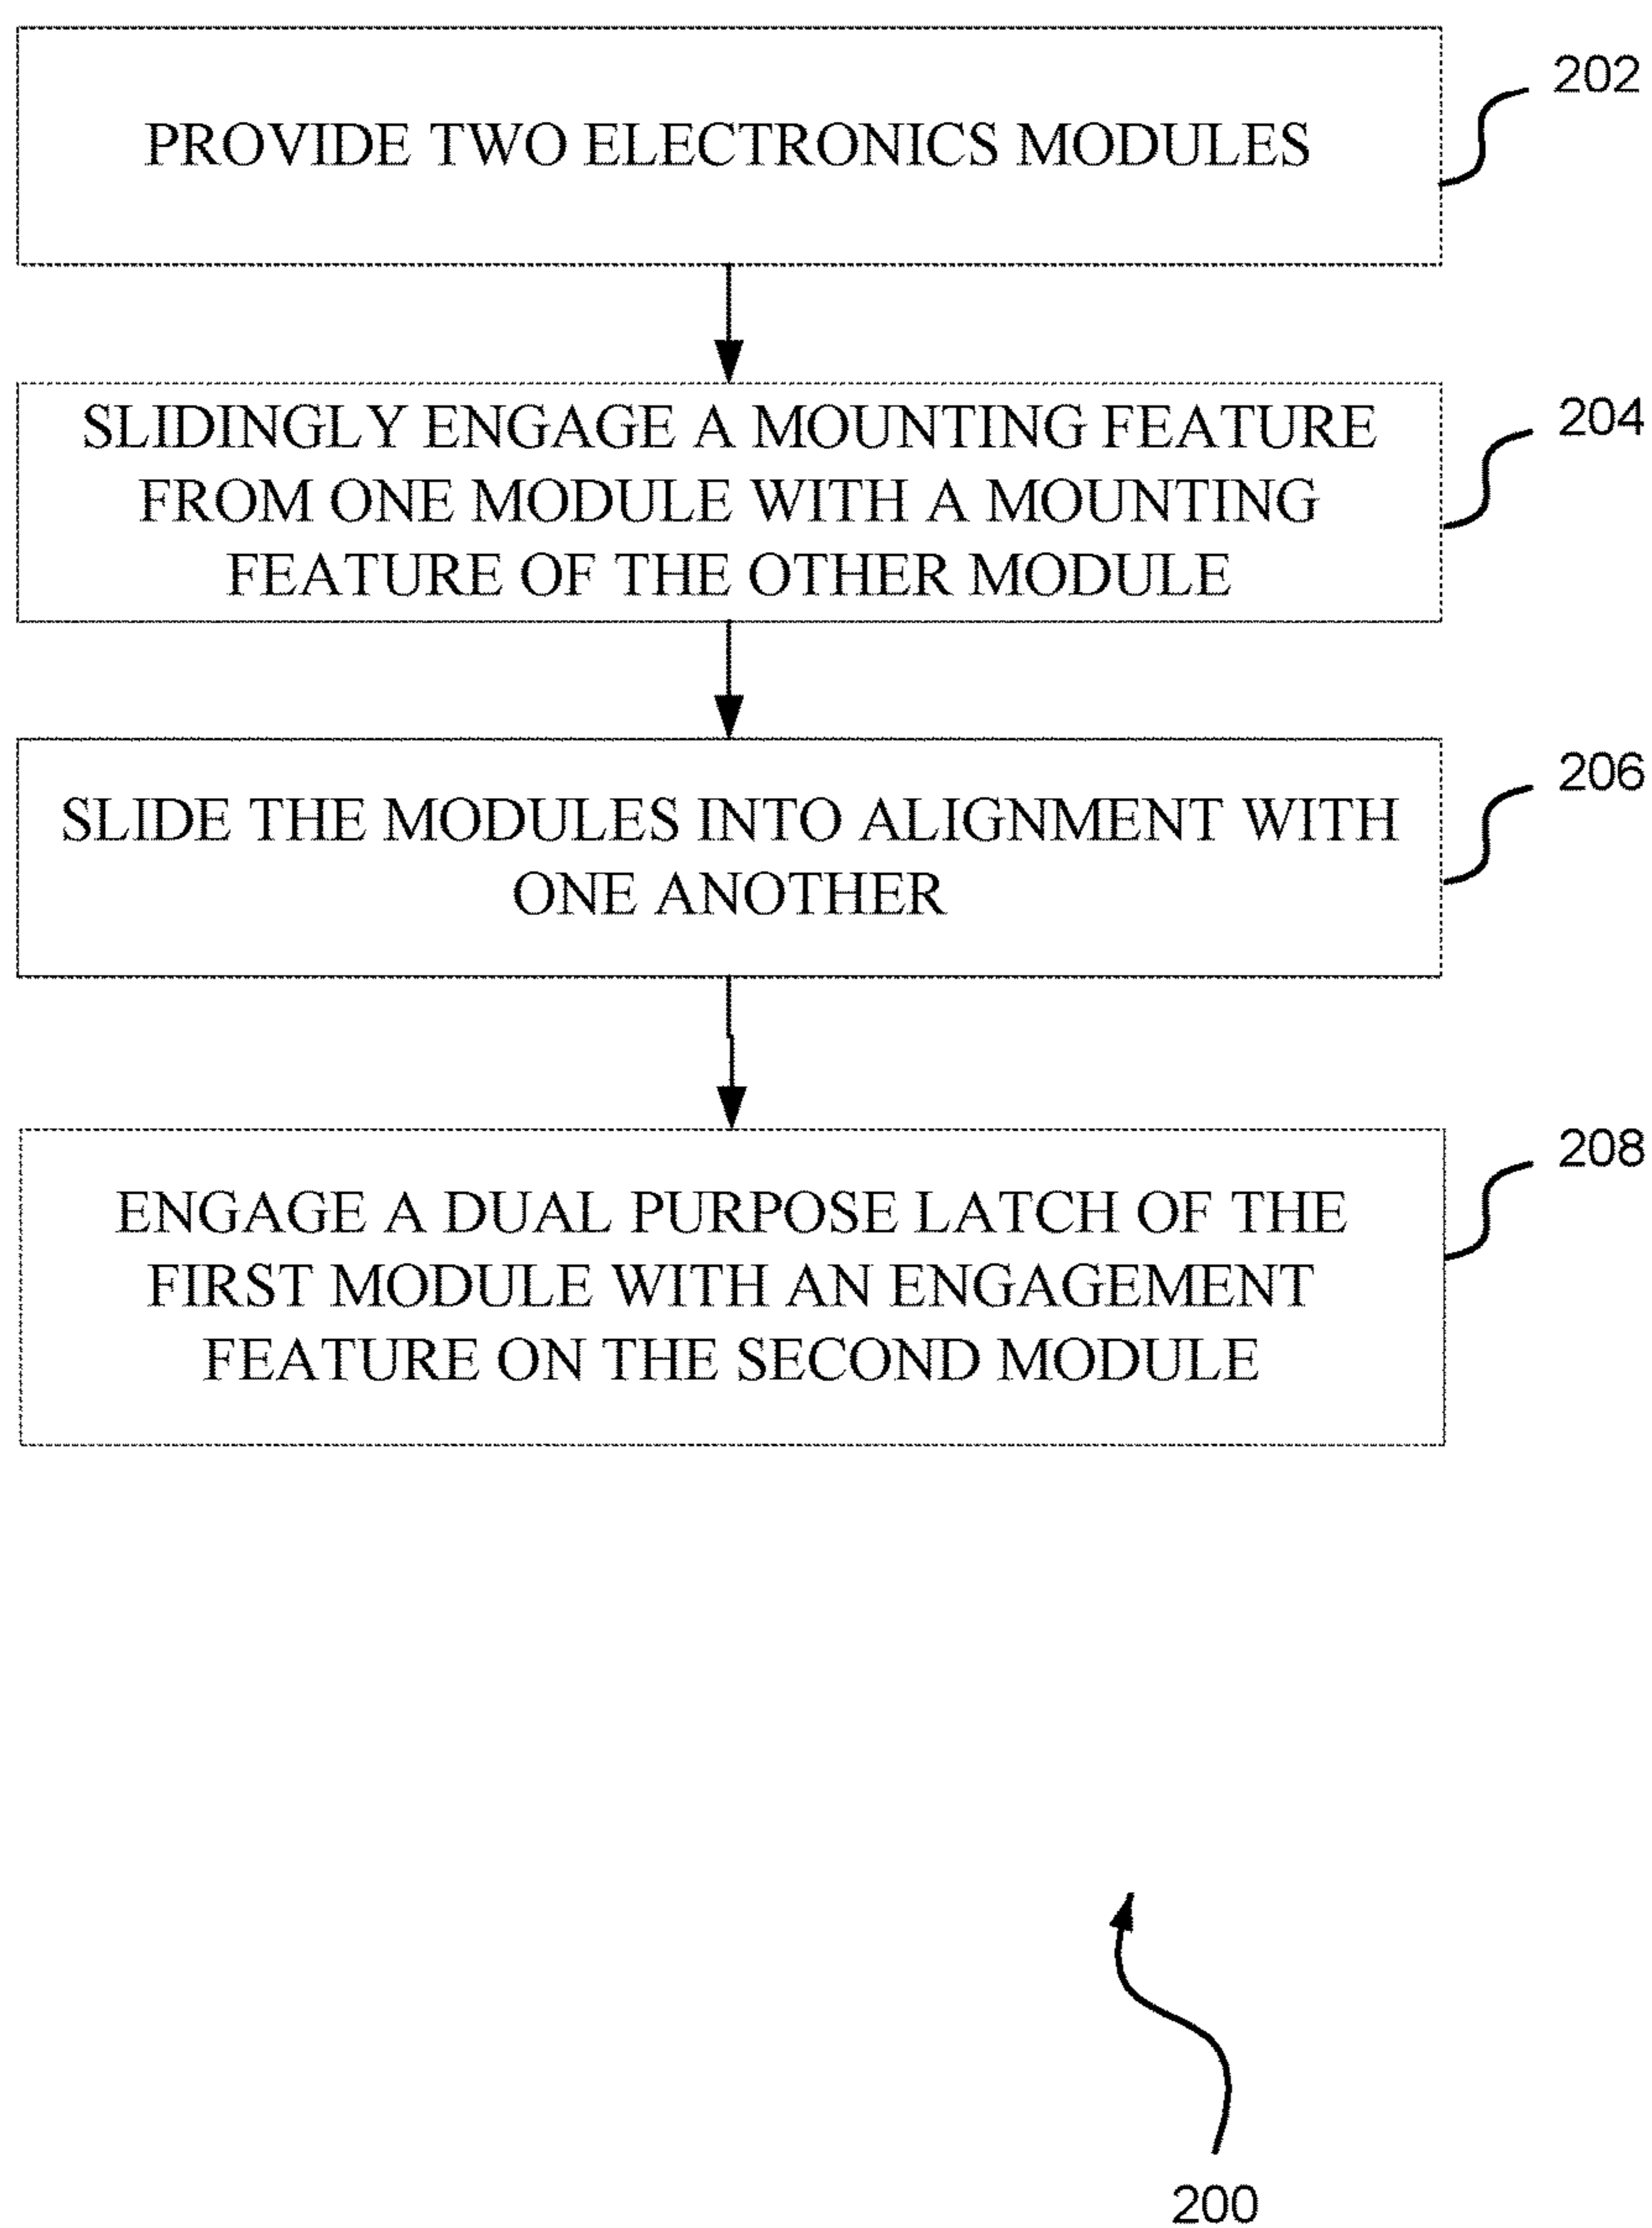 PROVIDE TWO ELECTRONICS MODULES
202
SLIDINGLY ENGAGE A MOUNTING FEATURE
FROM ONE MODULE WITH A MOUNTING
FEATURE OF THE OTHER MODULE
204
SLIDE THE MODULES INTO ALIGNMENT WITH
ONE ANOTHER
206
ENGAGE A DUAL PURPOSE LATCH OF THE
FIRST MODULE WITH AN ENGAGEMENT
FEATURE ON THE SECOND MODULE
208
200